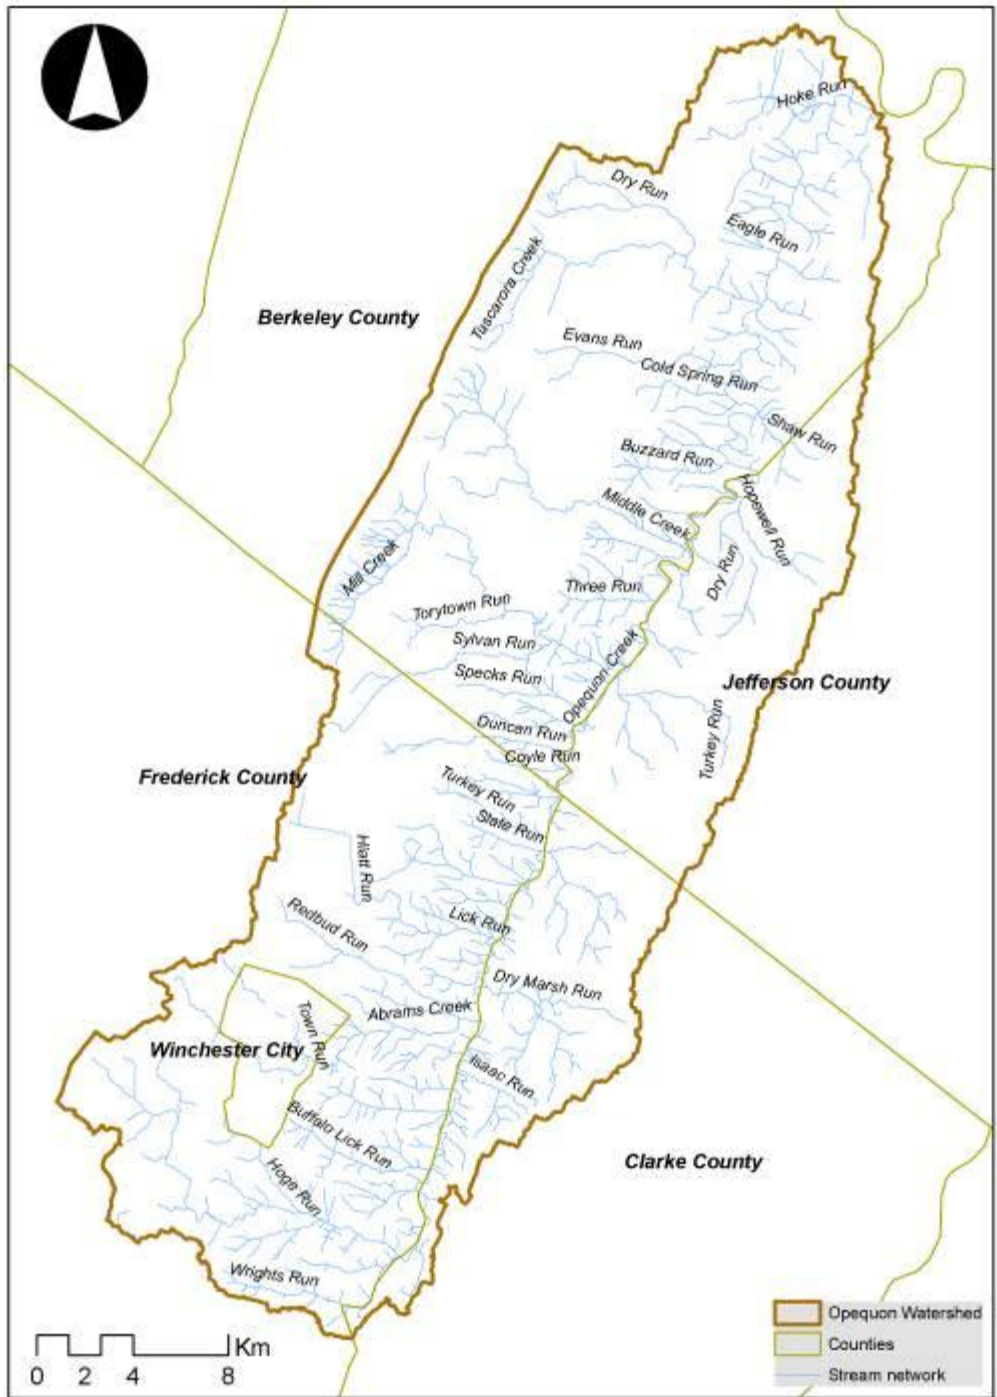 Hoke Run
Dry Run
Eagle Run
Tuscarora Creek
Berkeley County
Evans Run
Cold Spring Run
Shaw Run
Buzzard Run
Hopewell Run
Middle Creek
Mill Creek
Dry Run
Three Run
Torytown Run
Sylvan Run
Opequon Creek
Specks Run
Jefferson County
Turkey Run
Duncan Run
Goyle Run
Frederick County
Turkey Run
State Run
Hiatt Run
Redbud Run
Lick Run
Dry Marsh Run
Abrams Creek
Town Run
Winchester City
Isaac Run
Buffalo Lick Run
Clarke County
Hoge Run
Wrights Run
Opequon Watershed
Counties
Stream network
Km
0 2 4 8